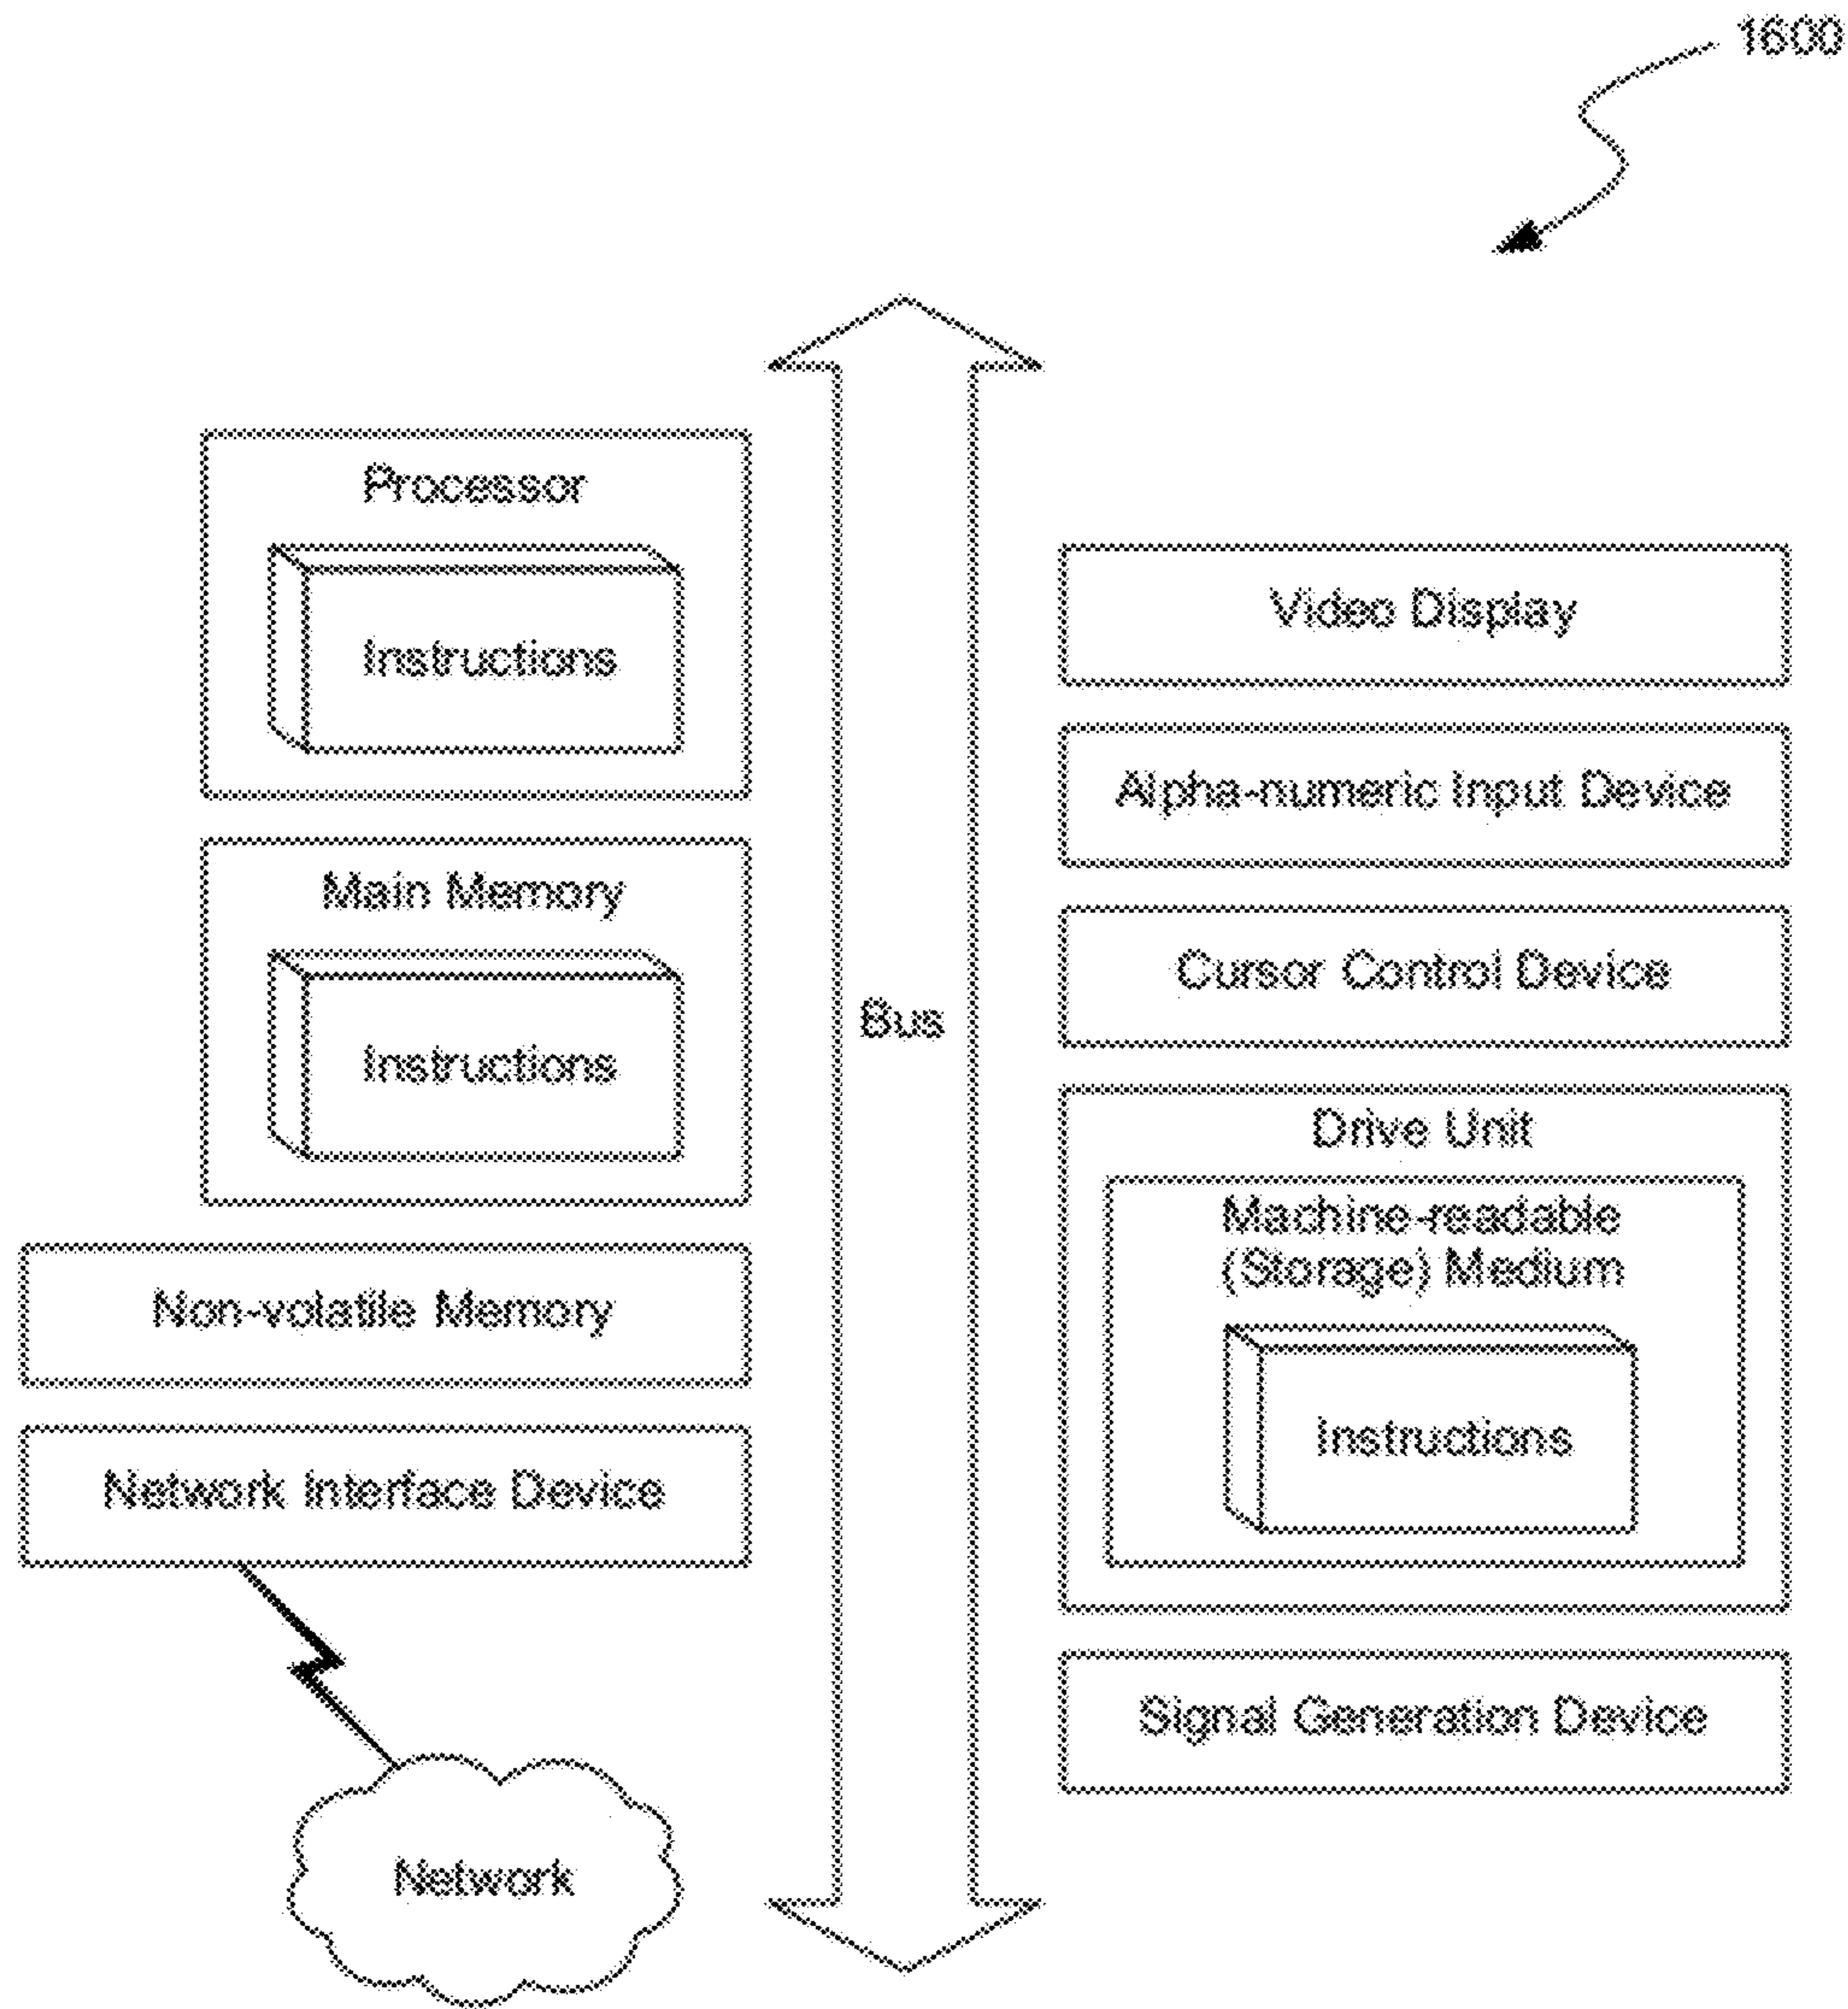 1600
Processor
Instructions
Main Memory
Instructions
Non-volatile Memory
Network Interface Device
Network
Bus
Video Display
Alpha-numeric Input Device
Cursor Control Device
Drive Unit
Machine-readable
(Storage) Medium
Instructions
Signal Generation Device